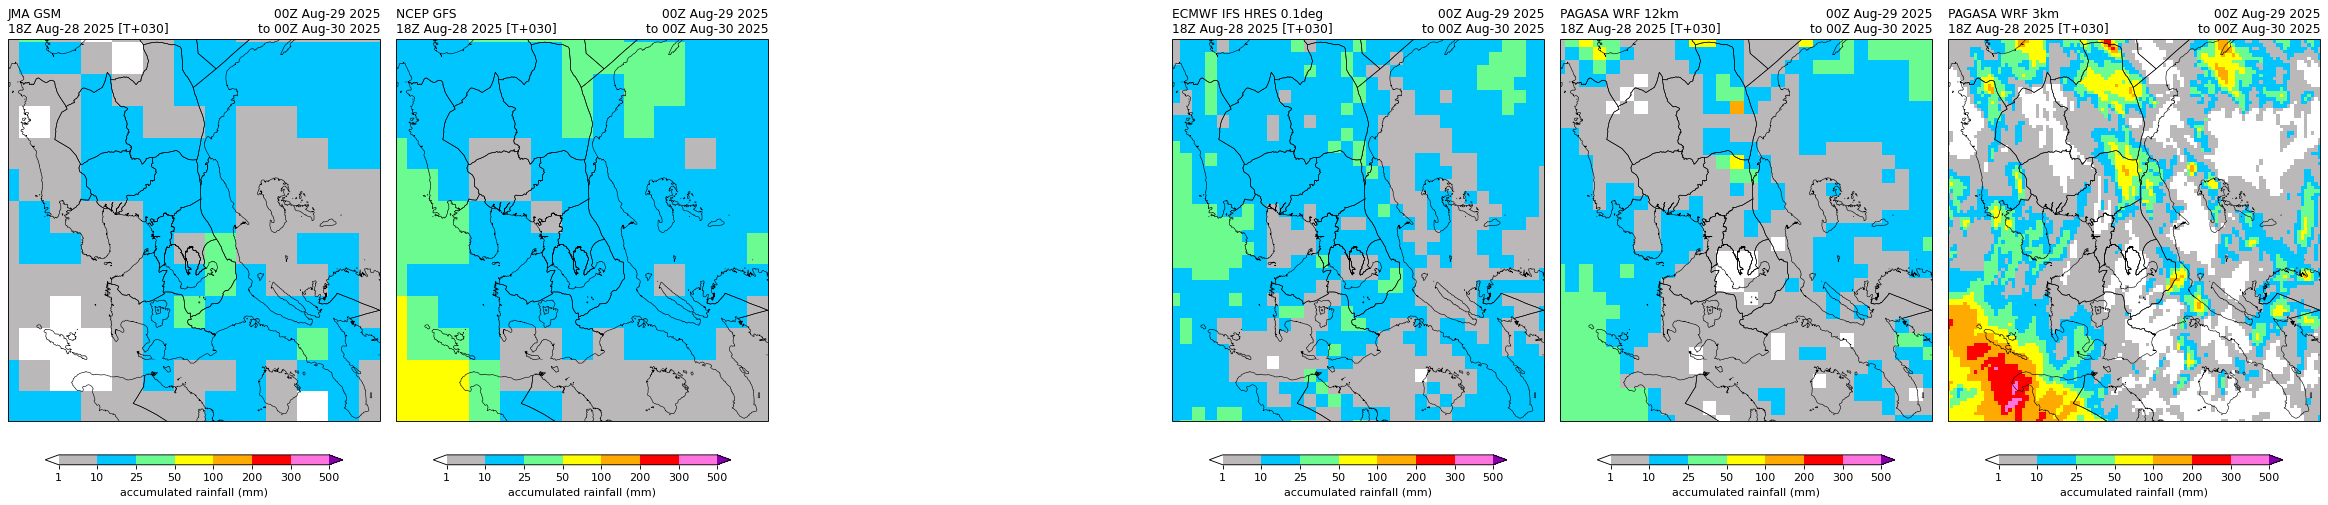 JMA GSM 00Z Aug-29 2025
18Z Aug-28 2025 [T+030] to 00Z Aug-30 2025
NCEP GFS 00Z Aug-29 2025
18Z Aug-28 2025 [T+030] to 00Z Aug-30 2025
ECMWF IFS HRES 0.1deg 00Z Aug-29 2025
18Z Aug-28 2025 [T+030] to 00Z Aug-30 2025
PAGASA WRF 12km 00Z Aug-29 2025
18Z Aug-28 2025 [T+030] to 00Z Aug-30 2025
PAGASA WRF 3km 00Z Aug-29 2025
18Z Aug-28 2025 [T+030] to 00Z Aug-30 2025
1 10 25 50 100 200 300 500
accumulated rainfall (mm)
1 10 25 50 100 200 300 500
accumulated rainfall (mm)
1 10 25 50 100 200 300 500
accumulated rainfall (mm)
1 10 25 50 100 200 300 500
accumulated rainfall (mm)
1 10 25 50 100 200 300 500
accumulated rainfall (mm)